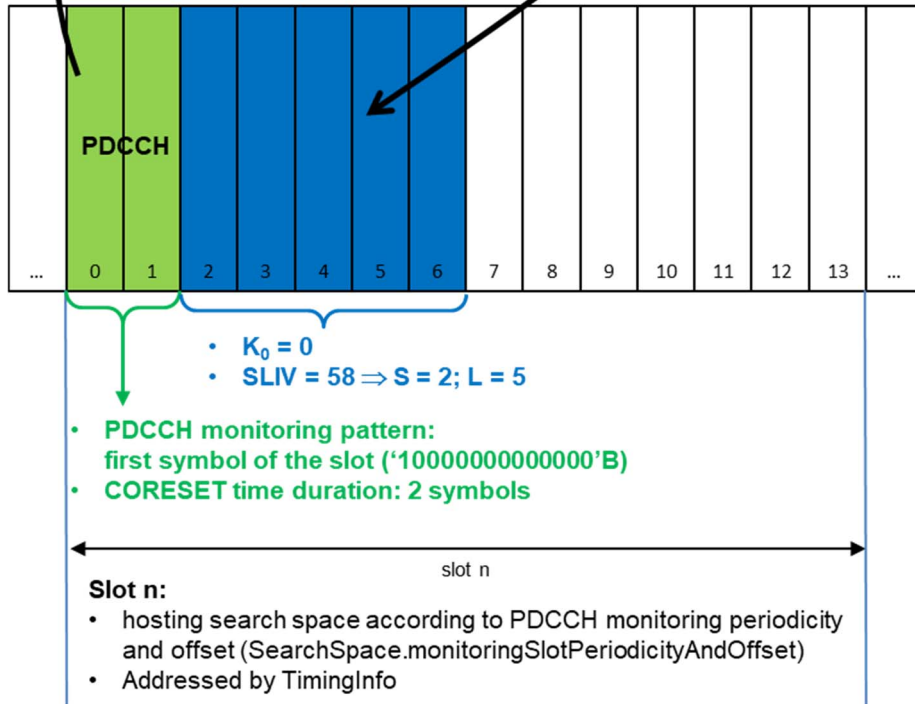 PDCCH
... 0 1 2 3 4 5 6 7 8 9 10 11 12 13 ...
• K₀ = 0
• SLIV = 58 ⇒ S = 2; L = 5
• PDCCH monitoring pattern:
first symbol of the slot (‘10000000000000’B)
• CORESET time duration: 2 symbols
slot n
Slot n:
• hosting search space according to PDCCH monitoring periodicity
and offset (SearchSpace.monitoringSlotPeriodicityAndOffset)
• Addressed by TimingInfo